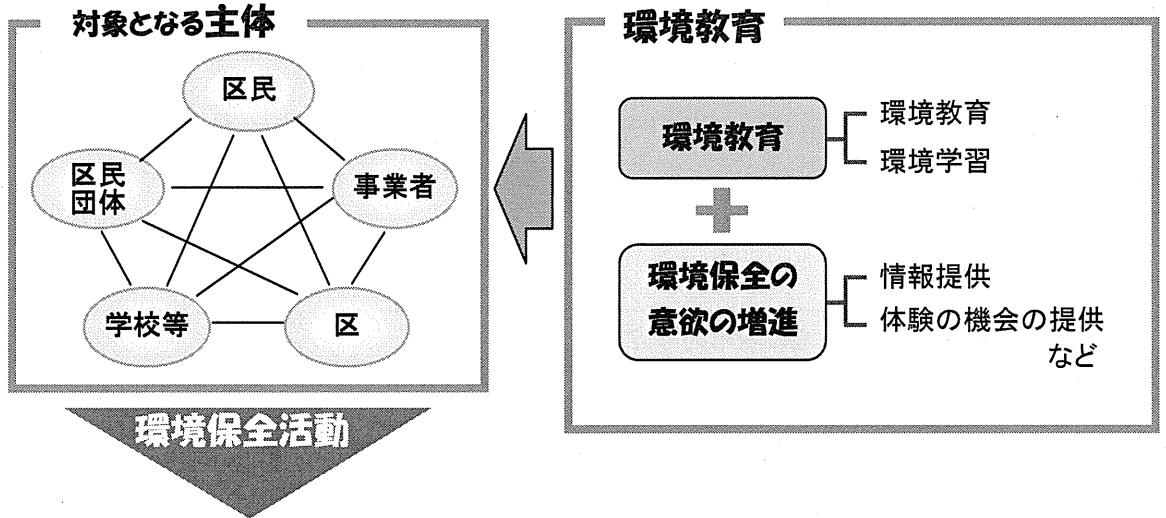 対象となる主体
区民
区民
団体
事業者
学校等
区
環境保全活動
環境教育
環境教育
環境教育
環境学習
環境保全の
意欲の増進
情報提供
体験の機会の提供
など